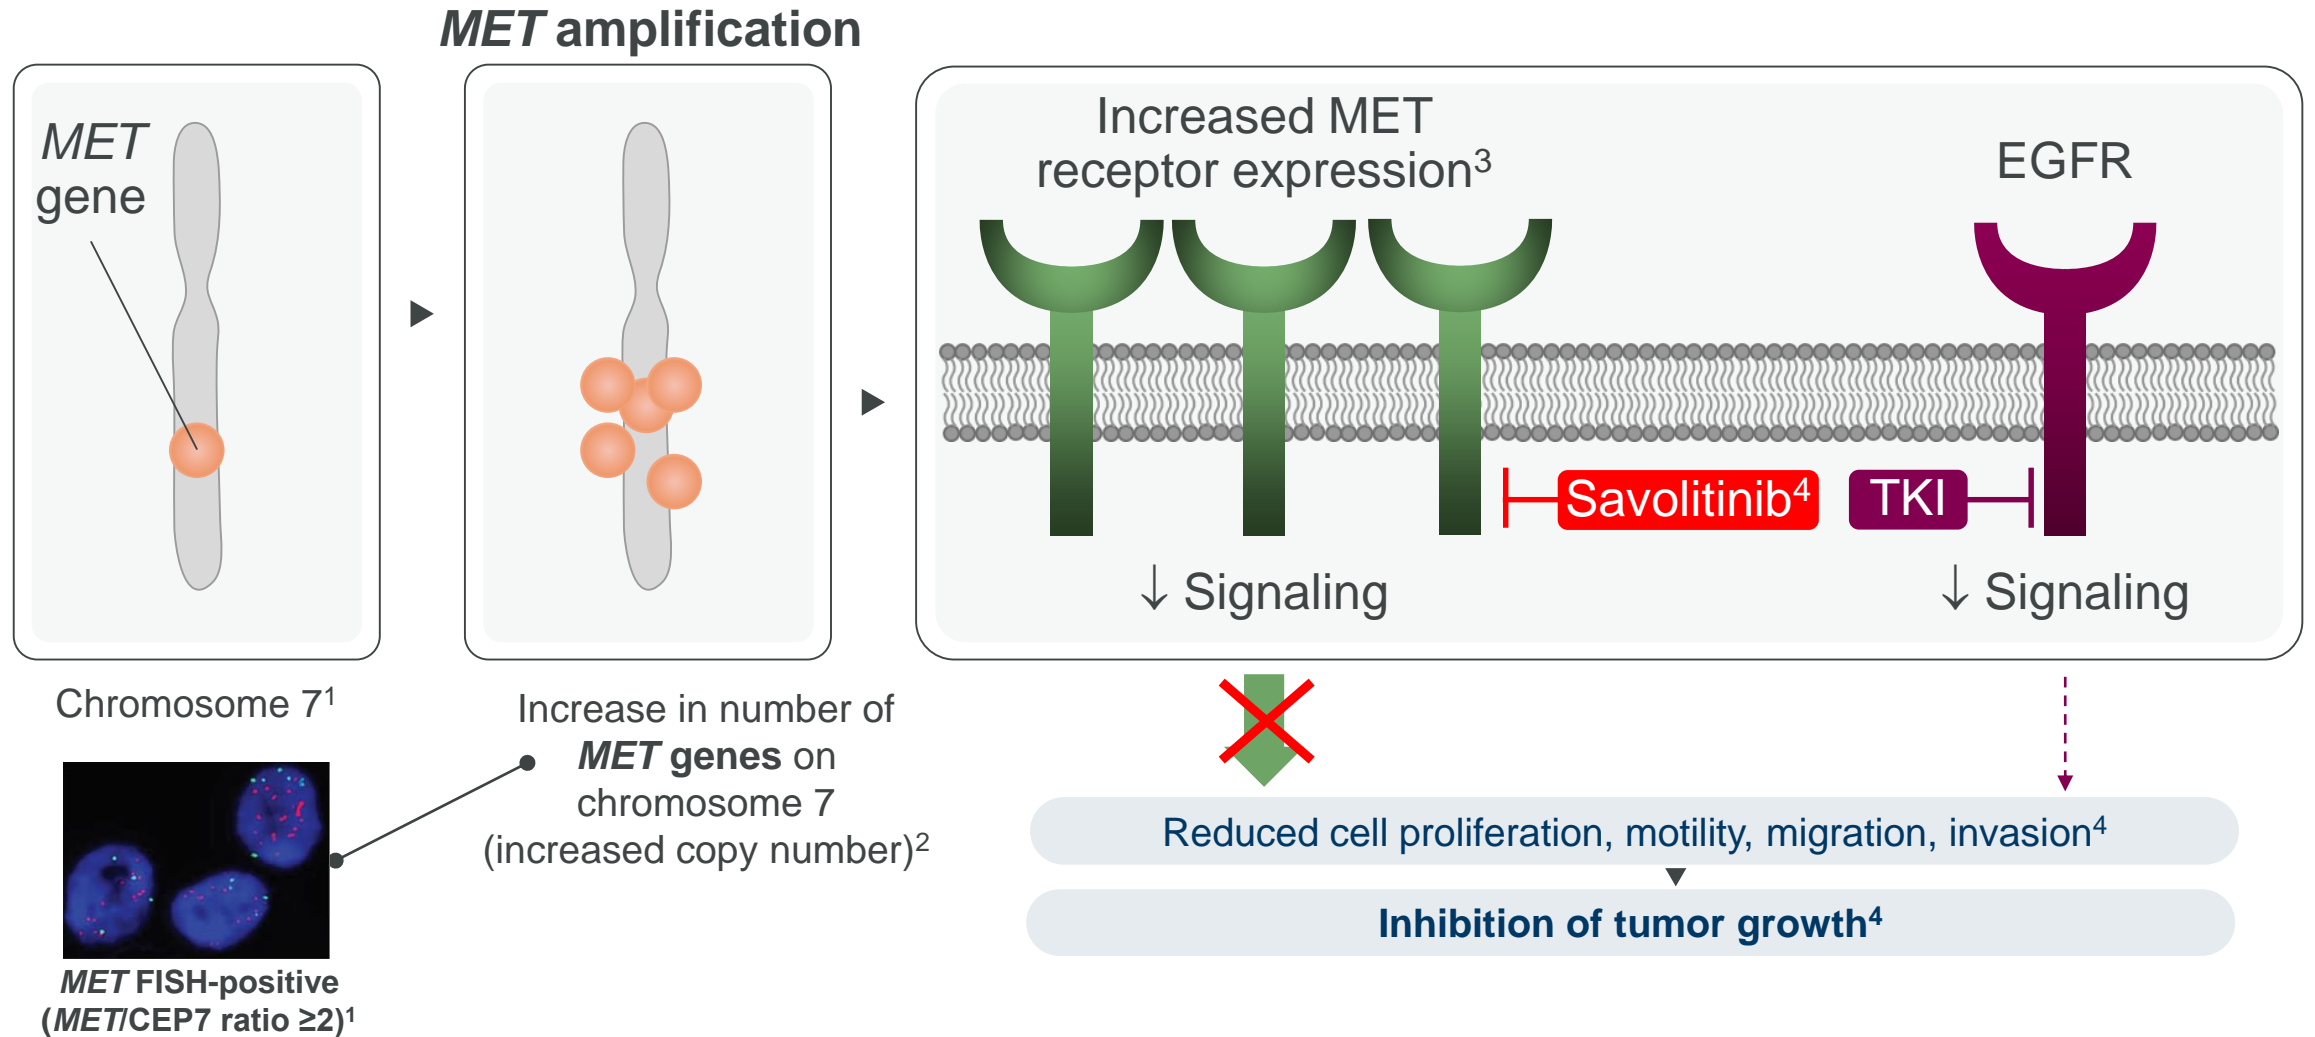 MET amplification
MET
gene
Chromosome 7¹
MET FISH-positive
(MET/CEP7 ratio ≥2)¹
Increase in number of
MET genes on
chromosome 7
(increased copy number)²
Increased MET
receptor expression³
EGFR
Savolitinib⁴
TKI
↓ Signaling
↓ Signaling
Reduced cell proliferation, motility, migration, invasion⁴
Inhibition of tumor growth⁴